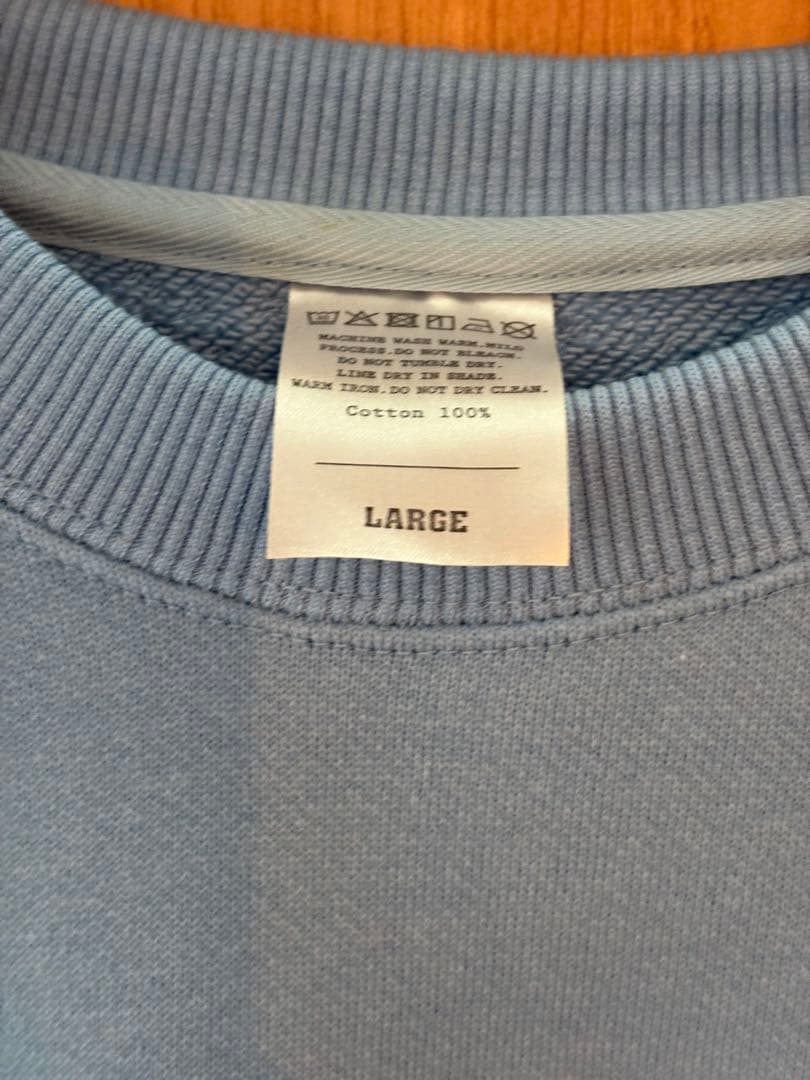 MACHINE WASH WARM.MILD
PROCESS.DO NOT BLEACH.
DO NOT TUMBLE DRY.
LINE DRY IN SHADE.
WARM IRON.DO NOT DRY CLEAN.
Cotton 100%
LARGE